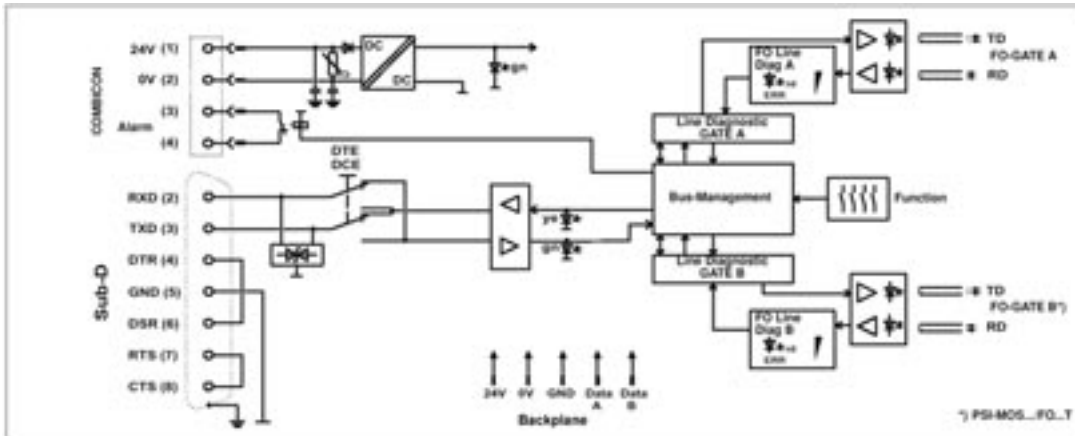 COMBICON
24V (1)
0V (2)
(3)
Alarm
(4)
DC
DC
gn
Sub-D
RXD (2)
TXD (3)
DTR (4)
GND (5)
DSR (6)
RTS (7)
CTS (8)
DTE
DCE
ye
gn
FO Line
Diag A
ERR
TD
FO-GATE A
RD
Line Diagnostic
GATE A
Bus-Management
Function
Line Diagnostic
GATE B
FO Line
Diag B
ERR
TD
FO-GATE B*)
RD
24V
0V
GND
Data
A
Data
B
Backplane
*) PSI-MOS.../FO...T